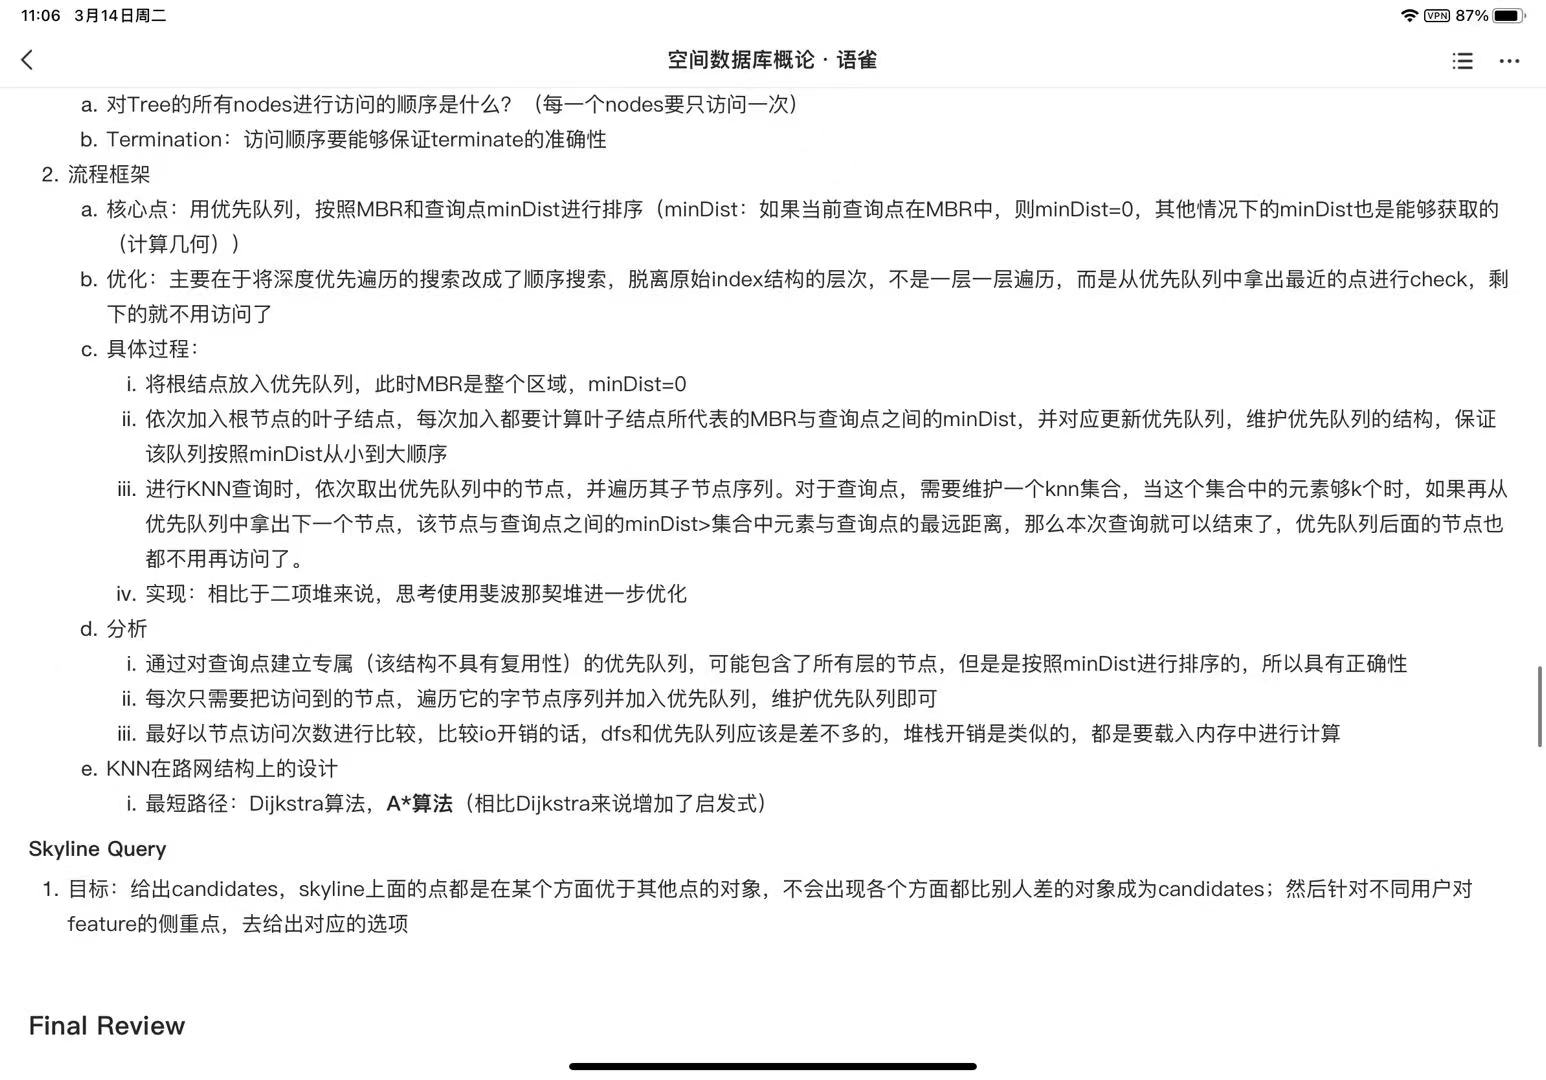 11:06 3月14日周二
VPN 87%
空间数据库概论 · 语雀
a. 对Tree的所有nodes进行访问的顺序是什么？（每一个nodes要只访问一次）
b. Termination：访问顺序要能够保证terminate的准确性
2. 流程框架
a. 核心点：用优先队列，按照MBR和查询点minDist进行排序（minDist：如果当前查询点在MBR中，则minDist=0，其他情况下的minDist也是能够获取的
（计算几何））
b. 优化：主要在于将深度优先遍历的搜索改成了顺序搜索，脱离原始index结构的层次，不是一层一层遍历，而是从优先队列中拿出最近的点进行check，剩
下的就不用访问了
c. 具体过程：
i. 将根结点放入优先队列，此时MBR是整个区域，minDist=0
ii. 依次加入根节点的叶子结点，每次加入都要计算叶子结点所代表的MBR与查询点之间的minDist，并对应更新优先队列，维护优先队列的结构，保证
该队列按照minDist从小到大顺序
iii. 进行KNN查询时，依次取出优先队列中的节点，并遍历其子节点序列。对于查询点，需要维护一个knn集合，当这个集合中的元素够k个时，如果再从
优先队列中拿出下一个节点，该节点与查询点之间的minDist>集合中元素与查询点的最远距离，那么本次查询就可以结束了，优先队列后面的节点也
都不用再访问了。
iv. 实现：相比于二项堆来说，思考使用斐波那契堆进一步优化
d. 分析
i. 通过对查询点建立专属（该结构不具有复用性）的优先队列，可能包含了所有层的节点，但是是按照minDist进行排序的，所以具有正确性
ii. 每次只需要把访问到的节点，遍历它的字节点序列并加入优先队列，维护优先队列即可
iii. 最好以节点访问次数进行比较，比较io开销的话，dfs和优先队列应该是差不多的，堆栈开销是类似的，都是要载入内存中进行计算
e. KNN在路网结构上的设计
i. 最短路径：Dijkstra算法，A*算法（相比Dijkstra来说增加了启发式）
Skyline Query
1. 目标：给出candidates，skyline上面的点都是在某个方面优于其他点的对象，不会出现各个方面都比别人差的对象成为candidates；然后针对不同用户对
feature的侧重点，去给出对应的选项
Final Review